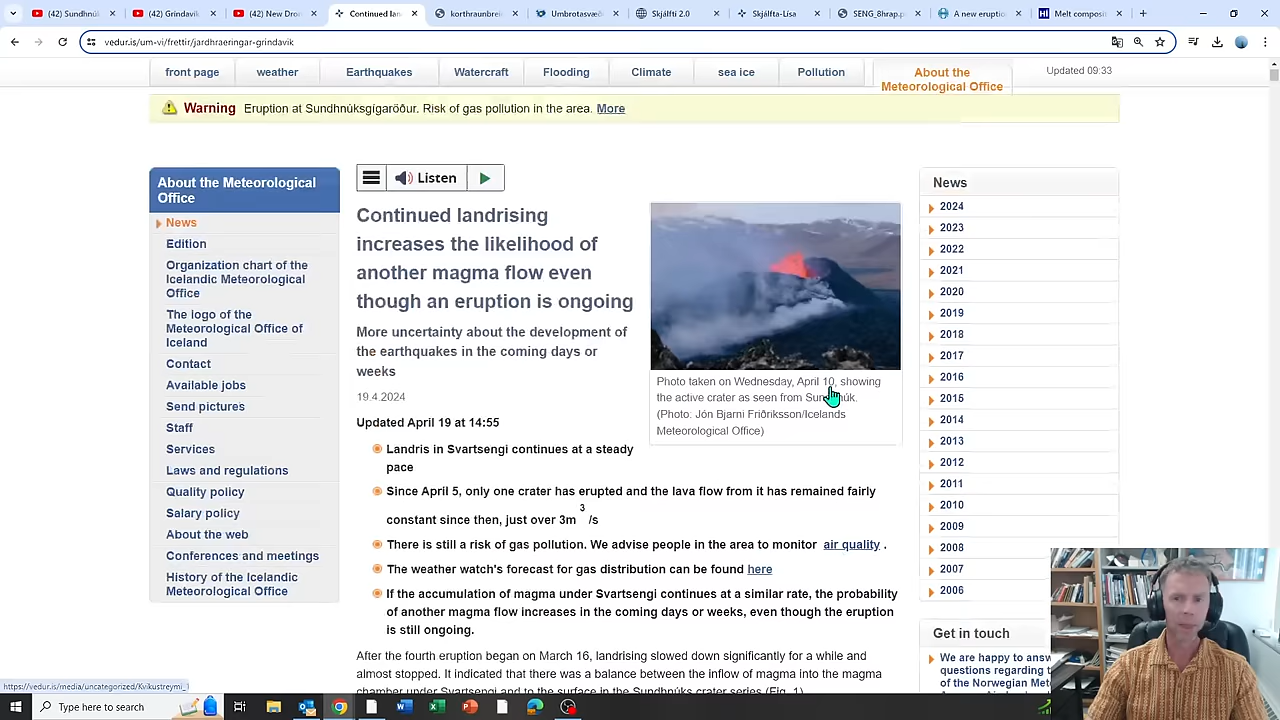 (42) Sundhnú
(42) Grindavik
(42) New Dron
Continued lan
korthraunbrei
Umbrotasvæð
Skjálfti 2.0
Skjálfta-Lísa
SENG_8hrap.p
A new eruptio
Melt composit
vedur.is/um-vi/frettir/jardhraeringar-grindavik
front page
weather
Earthquakes
Watercraft
Flooding
Climate
sea ice
Pollution
About the
Meteorological Office
Updated 09:33
Warning Eruption at Sundhnúksgígaröður. Risk of gas pollution in the area. More
About the Meteorological
Office
News
Edition
Organization chart of the
Icelandic Meteorological
Office
The logo of the
Meteorological Office of
Iceland
Contact
Available jobs
Send pictures
Staff
Services
Laws and regulations
Quality policy
Salary policy
About the web
Conferences and meetings
History of the Icelandic
Meteorological Office
Listen
Continued landrising
increases the likelihood of
another magma flow even
though an eruption is ongoing
More uncertainty about the development of
the earthquakes in the coming days or
weeks
19.4.2024
Updated April 19 at 14:55
Landris in Svartsengi continues at a steady
pace
Since April 5, only one crater has erupted and the lava flow from it has remained fairly
constant since then, just over 3m 3 /s
There is still a risk of gas pollution. We advise people in the area to monitor air quality .
The weather watch's forecast for gas distribution can be found here
If the accumulation of magma under Svartsengi continues at a similar rate, the probability
of another magma flow increases in the coming days or weeks, even though the eruption
is still ongoing.
After the fourth eruption began on March 16, landrising slowed down significantly for a while and
almost stopped. It indicated that there was a balance between the inflow of magma into the magma
chamber under Svartsengi and to the surface in the Sundhnúks crater series (Fig. 1)
Photo taken on Wednesday, April 10, showing
the active crater as seen from Sundhnúk.
(Photo: Jón Bjarni Friðriksson/Icelands
Meteorological Office)
News
2024
2023
2022
2021
2020
2019
2018
2017
2016
2015
2014
2013
2012
2011
2010
2009
2008
2007
2006
Get in touch
We are happy to answ
questions regarding t
of the Norwegian Met
https://vedur.is/media/uncategorized/Kvikustreymi_
Type here to search